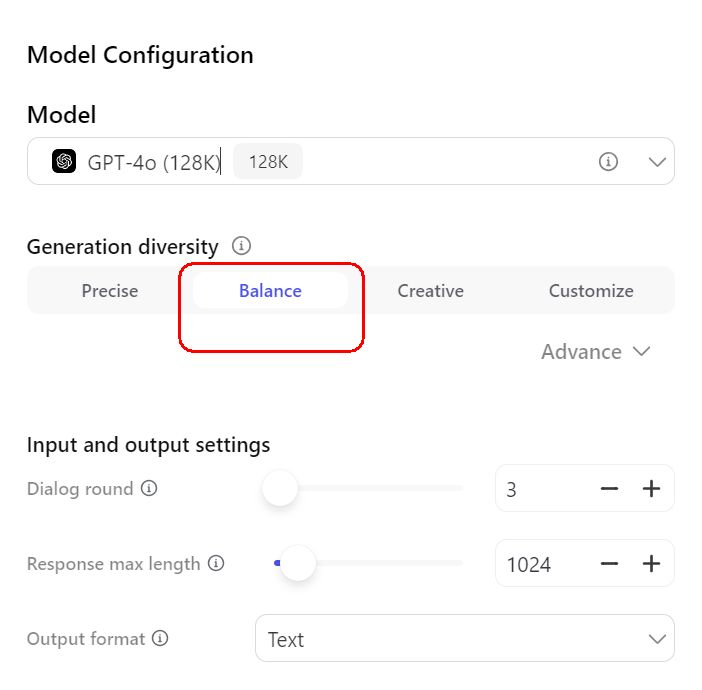 Model Configuration
Model
GPT-4o (128K) 128K
Generation diversity
Precise Balance Creative Customize
Advance
Input and output settings
Dialog round 3
Response max length 1024
Output format Text